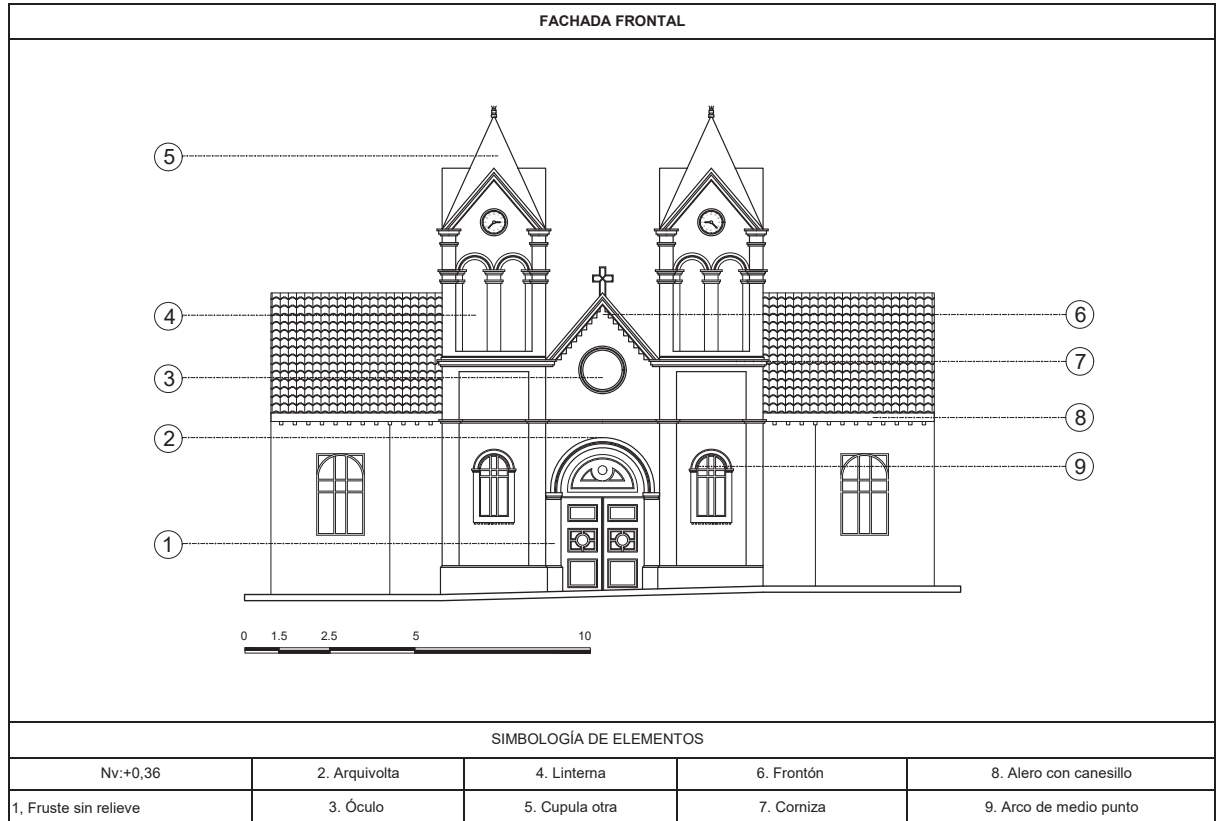 FACHADA FRONTAL
5
4
6
7
3
8
2
9
1
0 1.5 2.5 5 10
SIMBOLOGÍA DE ELEMENTOS
Nv:+0,36 2. Arquivolta 4. Linterna 6. Frontón 8. Alero con canesillo
1, Fruste sin relieve 3. Óculo 5. Cupula otra 7. Corniza 9. Arco de medio punto